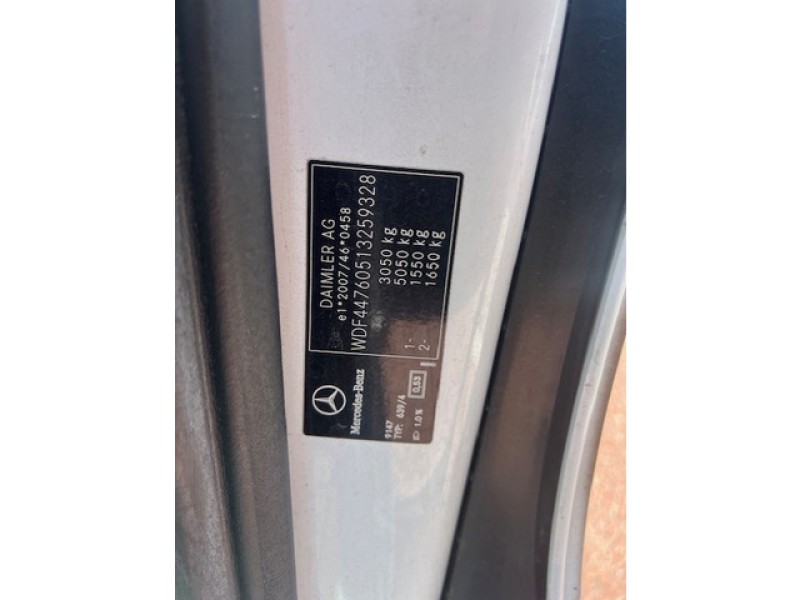 DAIMLER AG
e1*2007/46*0458
WDF44760513259328
3050 kg
5050 kg
1- 1550 kg
2- 1650 kg
Mercedes-Benz
9147
TYP: 639/4 0,53
1.0 %